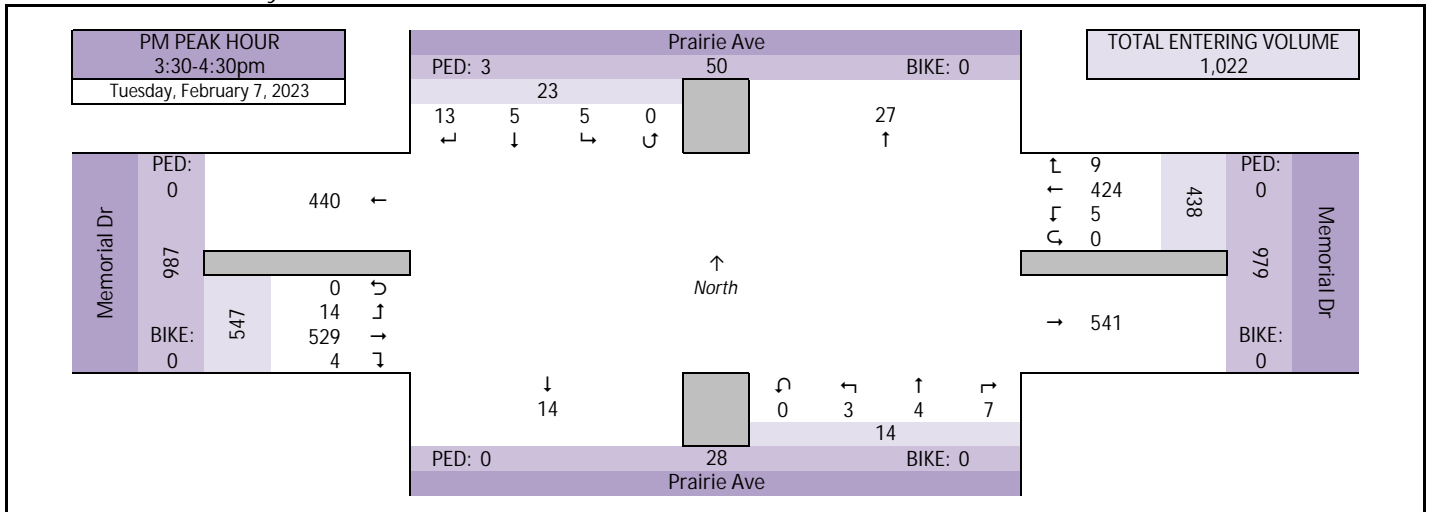 PM PEAK HOUR
3:30-4:30pm
Tuesday, February 7, 2023
Prairie Ave
PED: 3 50 BIKE: 0
23
13 5 5 0
27
TOTAL ENTERING VOLUME
1,022
Memorial Dr
PED:
0
987
BIKE:
0
547
440
0
14
529
4
North
9
424
5
0
438
541
PED:
0
979
BIKE:
0
Memorial Dr
14
0 3 4 7
14
PED: 0 28 BIKE: 0
Prairie Ave